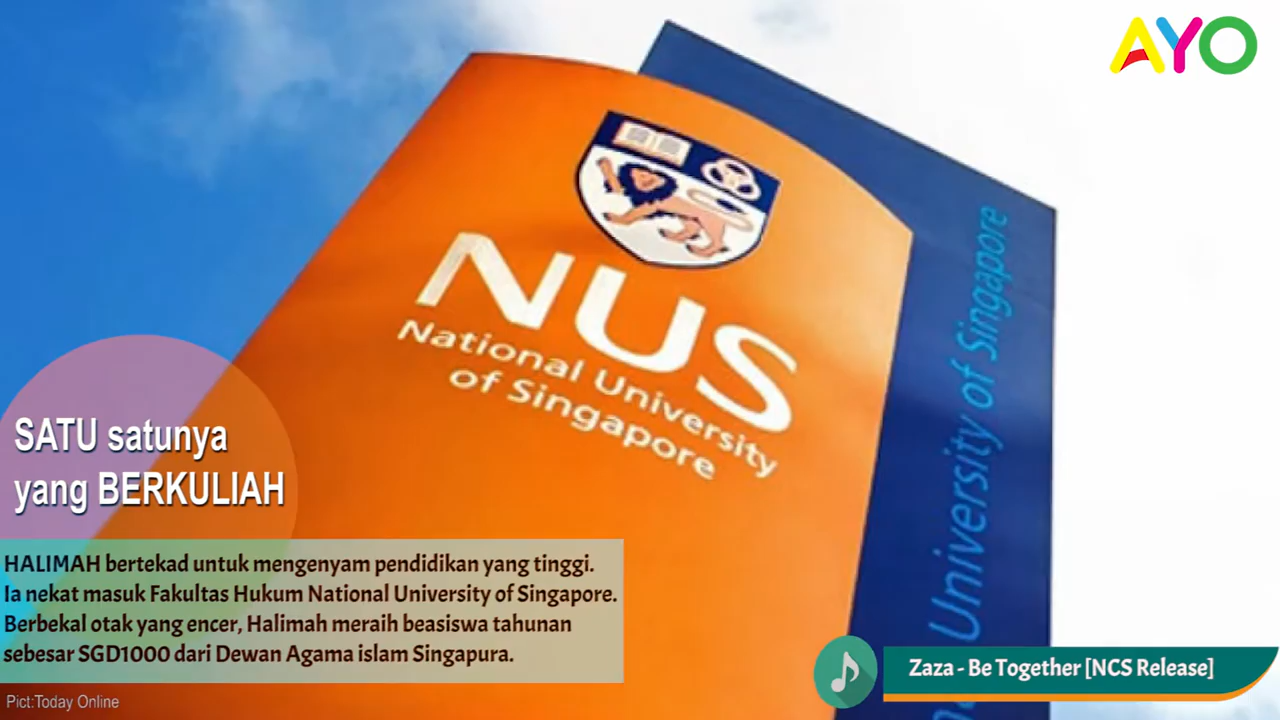 AYO
NUS
National University
of Singapore
University of Singapore
SATU satunya
yang BERKULIAH
HALIMAH bertekad untuk mengenyam pendidikan yang tinggi.
Ia nekat masuk Fakultas Hukum National University of Singapore.
Berbekal otak yang encer, Halimah meraih beasiswa tahunan
sebesar SGD1000 dari Dewan Agama islam Singapura.
Pict:Today Online
Zaza - Be Together [NCS Release]